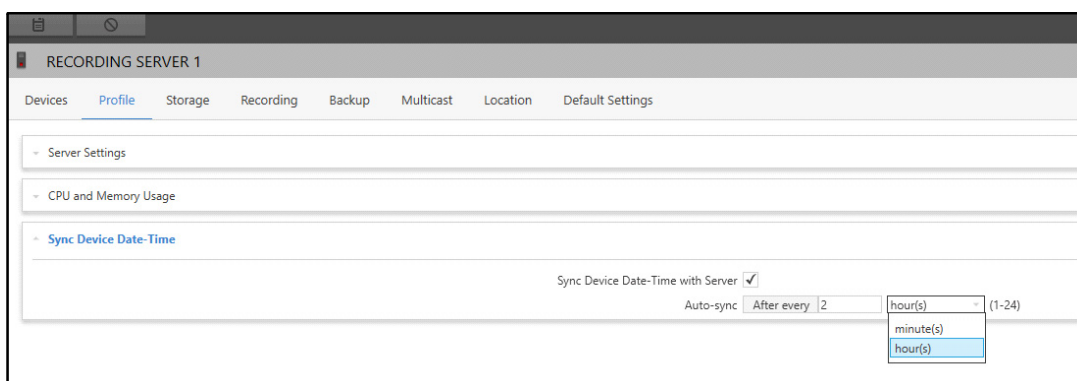 RECORDING SERVER 1
Devices Profile Storage Recording Backup Multicast Location Default Settings
Server Settings
CPU and Memory Usage
Sync Device Date-Time
Sync Device Date-Time with Server
Auto-sync After every 2 hour(s) (1-24)
minute(s)
hour(s)